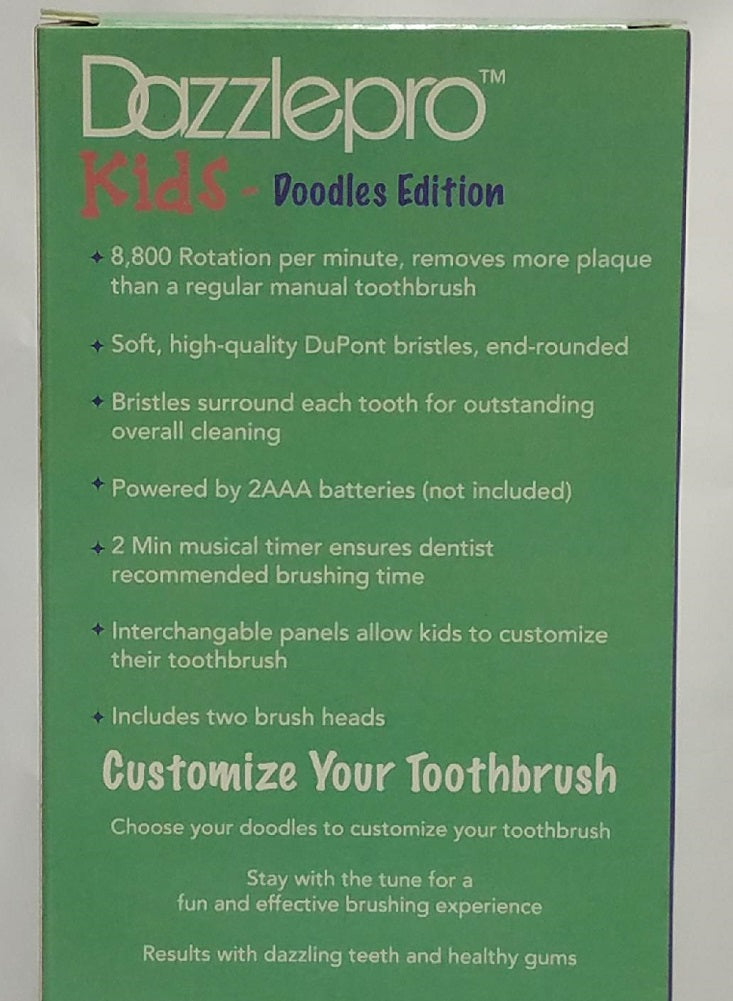 Dazzlepro™
Kids - Doodles Edition
✦ 8,800 Rotation per minute, removes more plaque
than a regular manual toothbrush
✦ Soft, high-quality DuPont bristles, end-rounded
✦ Bristles surround each tooth for outstanding
overall cleaning
✦ Powered by 2AAA batteries (not included)
✦ 2 Min musical timer ensures dentist
recommended brushing time
✦ Interchangable panels allow kids to customize
their toothbrush
✦ Includes two brush heads
Customize Your Toothbrush
Choose your doodles to customize your toothbrush
Stay with the tune for a
fun and effective brushing experience
Results with dazzling teeth and healthy gums